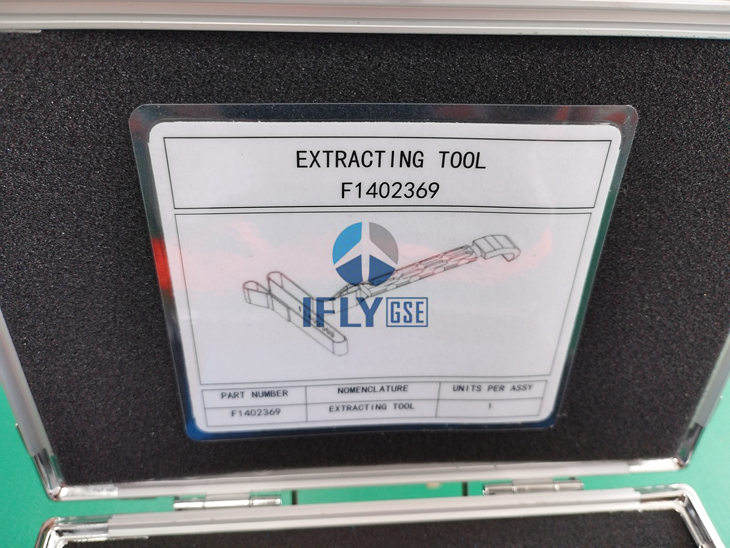 EXTRACTING TOOL
F1402369
IFLY GSE
PART NUMBER NOMENCLATURE UNITS PER ASSY
F1402369 EXTRACTING TOOL 1